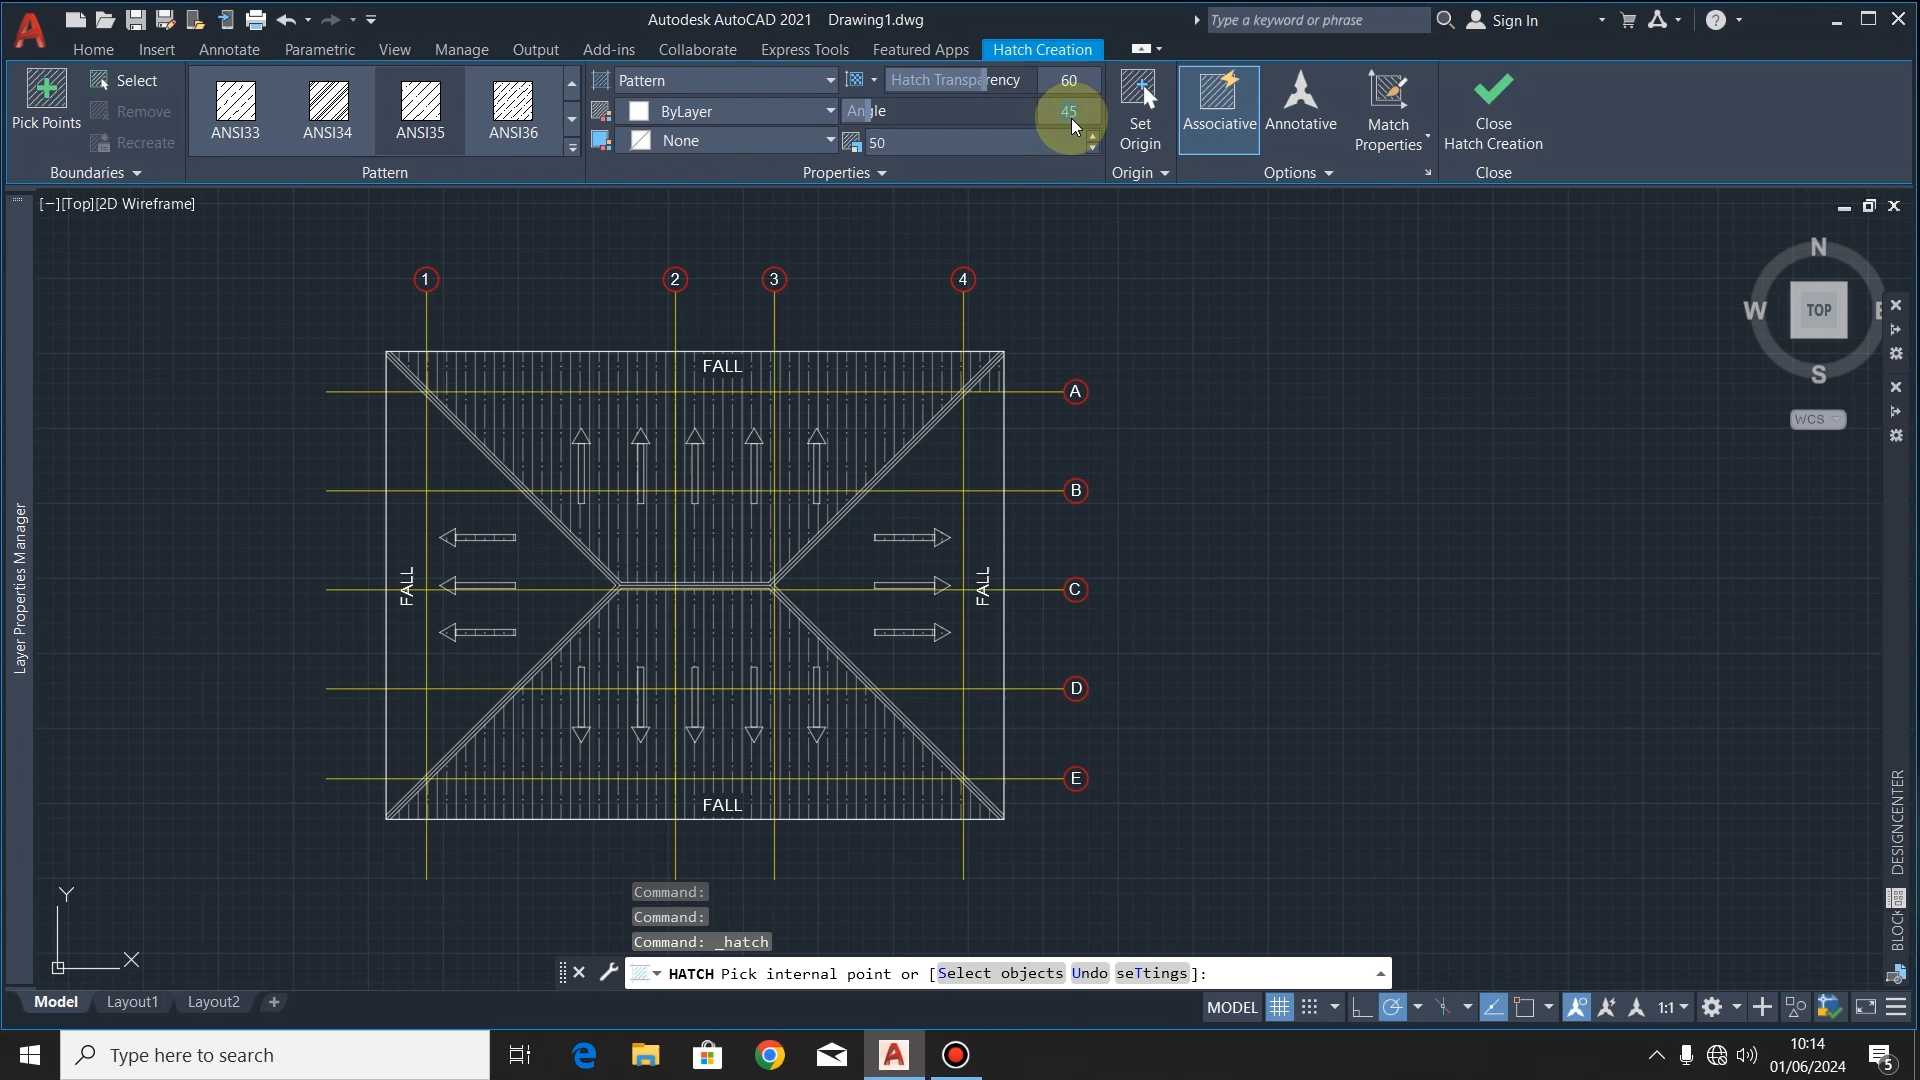 Autodesk AutoCAD 2021 Drawing1.dwg
Type a keyword or phrase
Sign In
Home Insert Annotate Parametric View Manage Output Add-ins Collaborate Express Tools Featured Apps Hatch Creation
Pick Points
Select
Remove
Recreate
Boundaries
ANSI33
ANSI34
ANSI35
ANSI36
Pattern
Pattern
ByLayer
None
Hatch Transparency 60
Angle 45
50
Properties
Set
Origin
Origin
Associative
Annotative
Match
Properties
Options
Close
Hatch Creation
Close
[−][Top][2D Wireframe]
N
W
TOP
E
S
WCS
1 2 3 4
A
B
C
D
E
FALL
FALL
FALL
FALL
Layer Properties Manager
DESIGNCENTER
Y
X
Command:
Command:
Command: _hatch
HATCH Pick internal point or [Select objects Undo seTtings]:
Model Layout1 Layout2 +
MODEL
1:1
Type here to search
10:14
01/06/2024
5